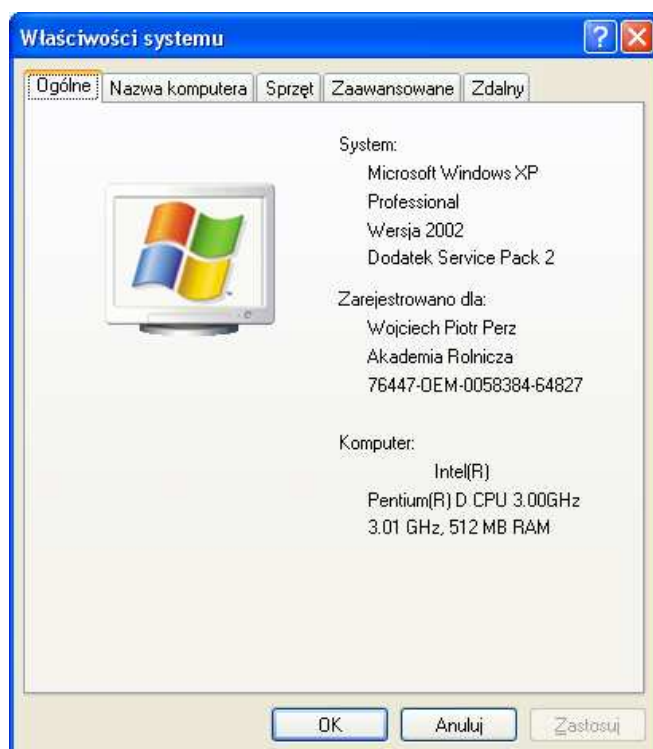 Właściwości systemu
Ogólne
Nazwa komputera
Sprzęt
Zaawansowane
Zdalny
System:
Microsoft Windows XP
Professional
Wersja 2002
Dodatek Service Pack 2
Zarejestrowano dla:
Wojciech Piotr Perz
Akademia Rolnicza
76447-OEM-0058384-64827
Komputer:
Intel(R)
Pentium(R) D CPU 3.00GHz
3.01 GHz, 512 MB RAM
OK
Anuluj
Zastosuj